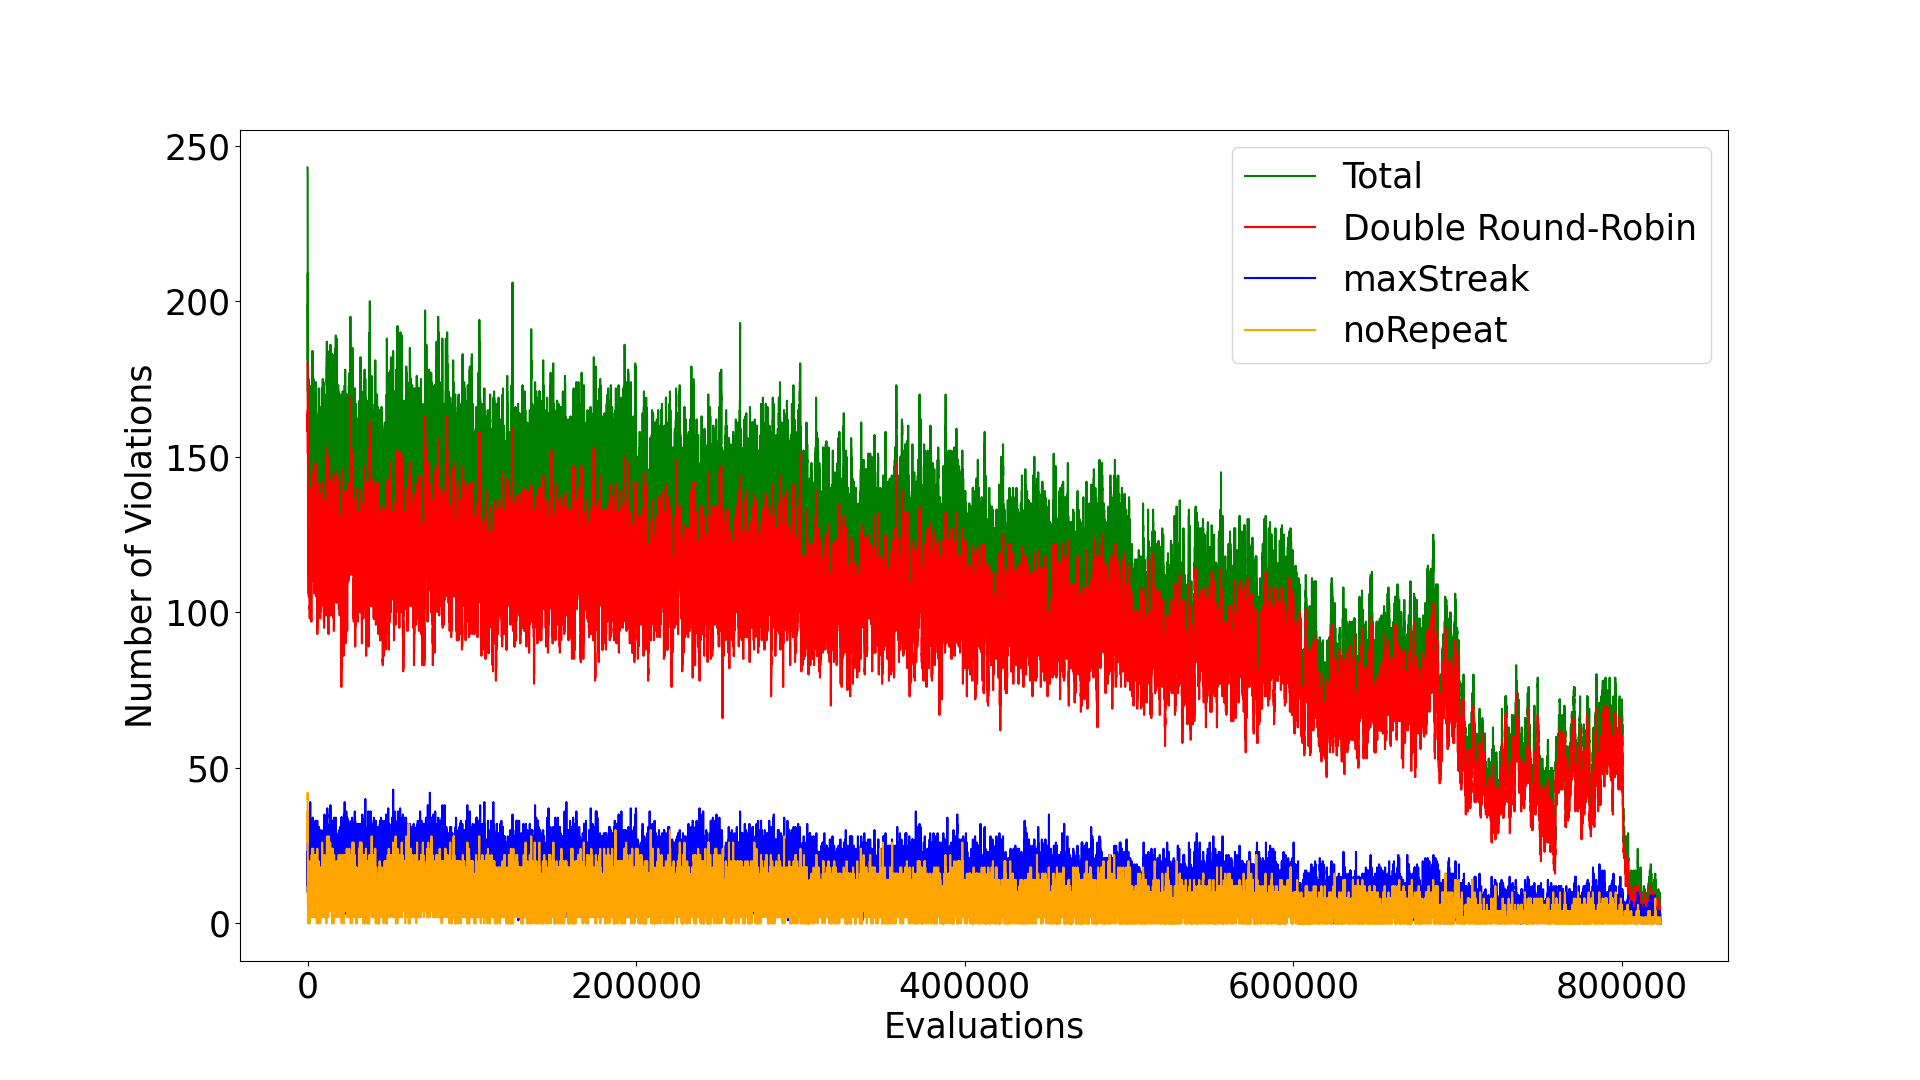 250
200
150
100
50
0
Number of Violations
Total
Double Round-Robin
maxStreak
noRepeat
0 200000 400000 600000 800000
Evaluations